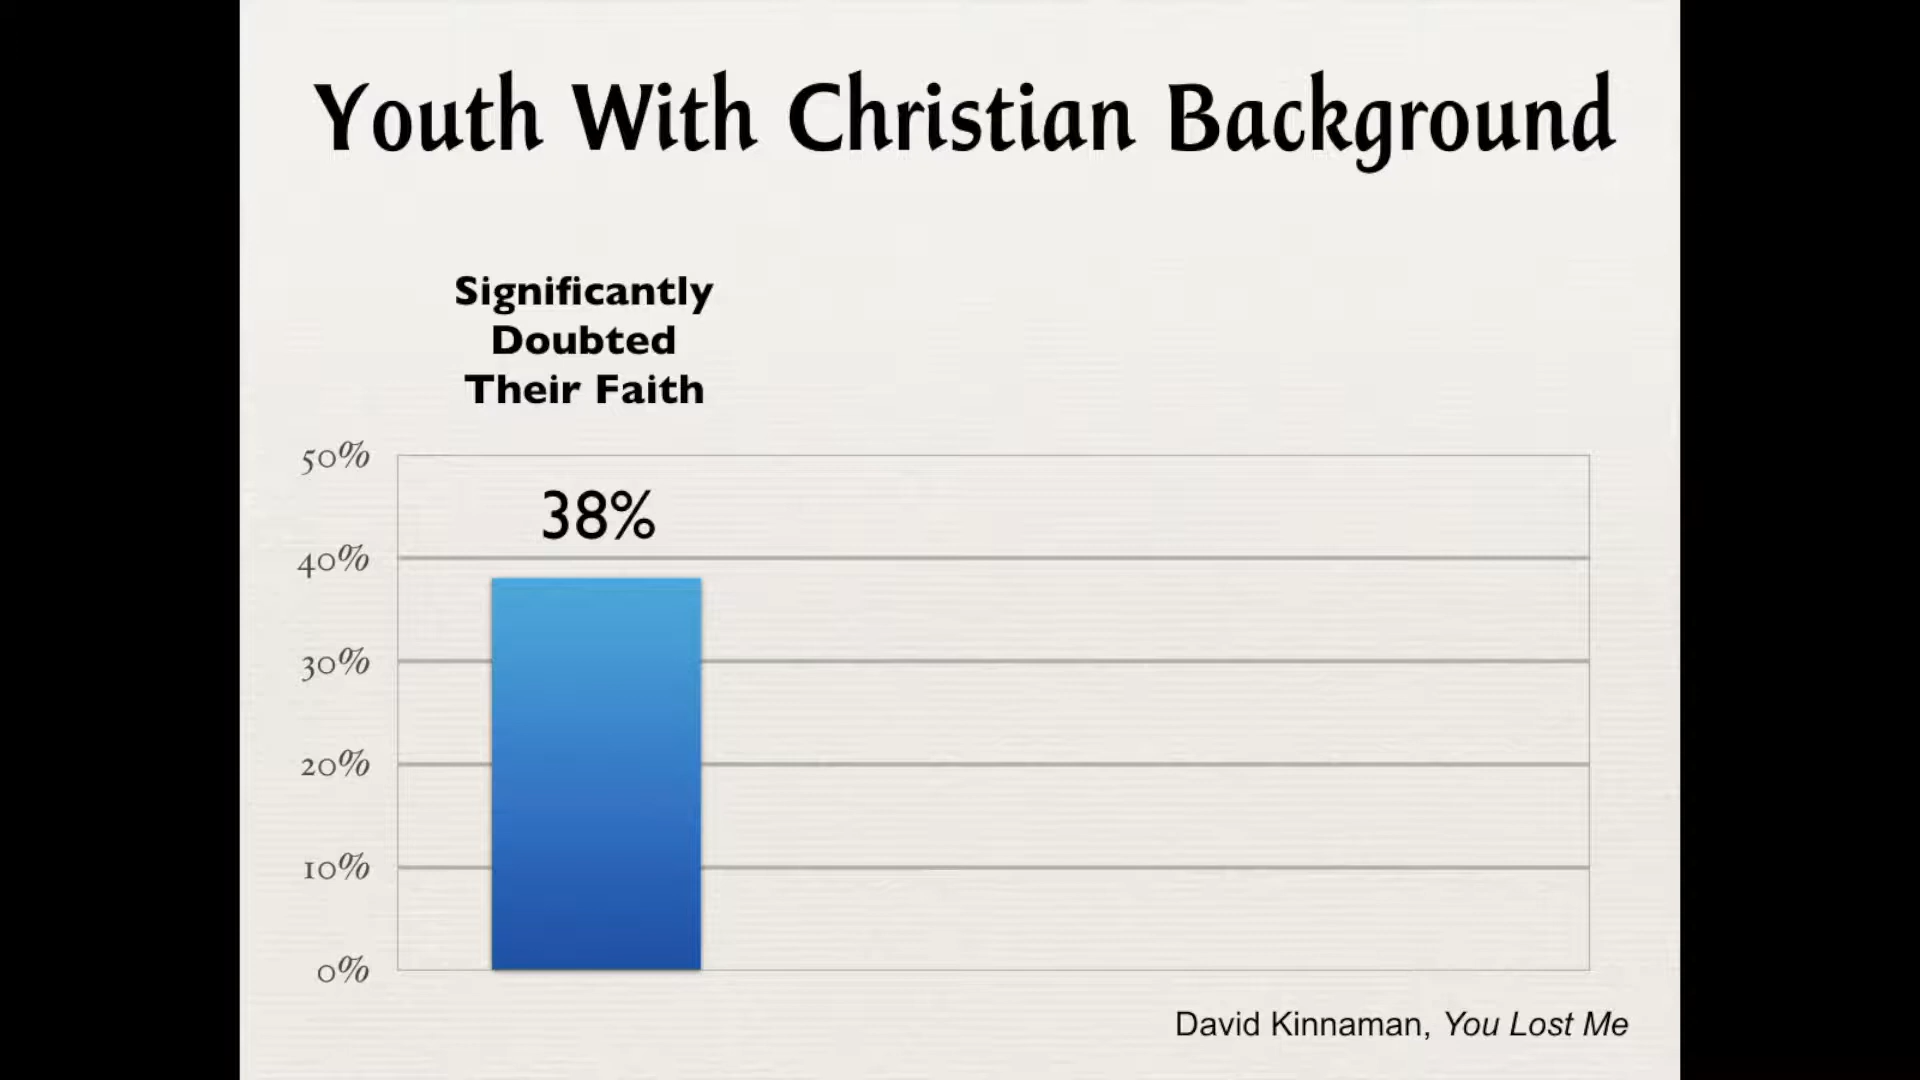 Youth With Christian Background
Significantly
Doubted
Their Faith
50%
38%
40%
30%
20%
10%
0%
David Kinnaman, You Lost Me